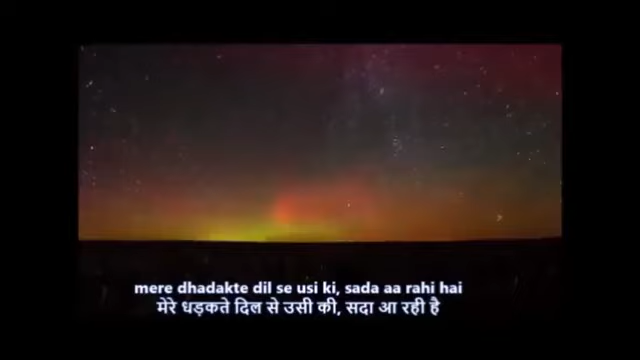 mere dhadakte dil se usi ki, sada aa rahi hai
मेरे धड़कते दिल से उसी की, सदा आ रही है